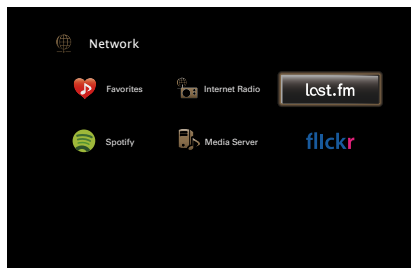 Network
Favorites
Internet Radio
last.fm
Spotify
Media Server
flickr